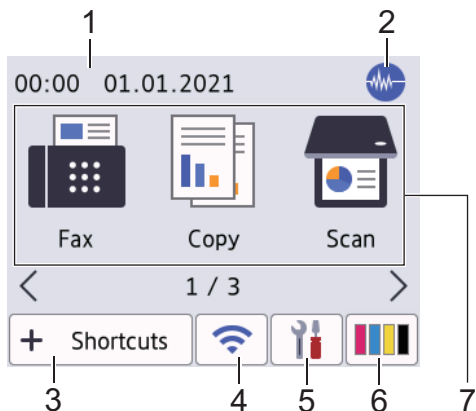 1 2
00:00 01.01.2021
Fax Copy Scan
< 1 / 3 >
+ Shortcuts
3 4 5 6 7